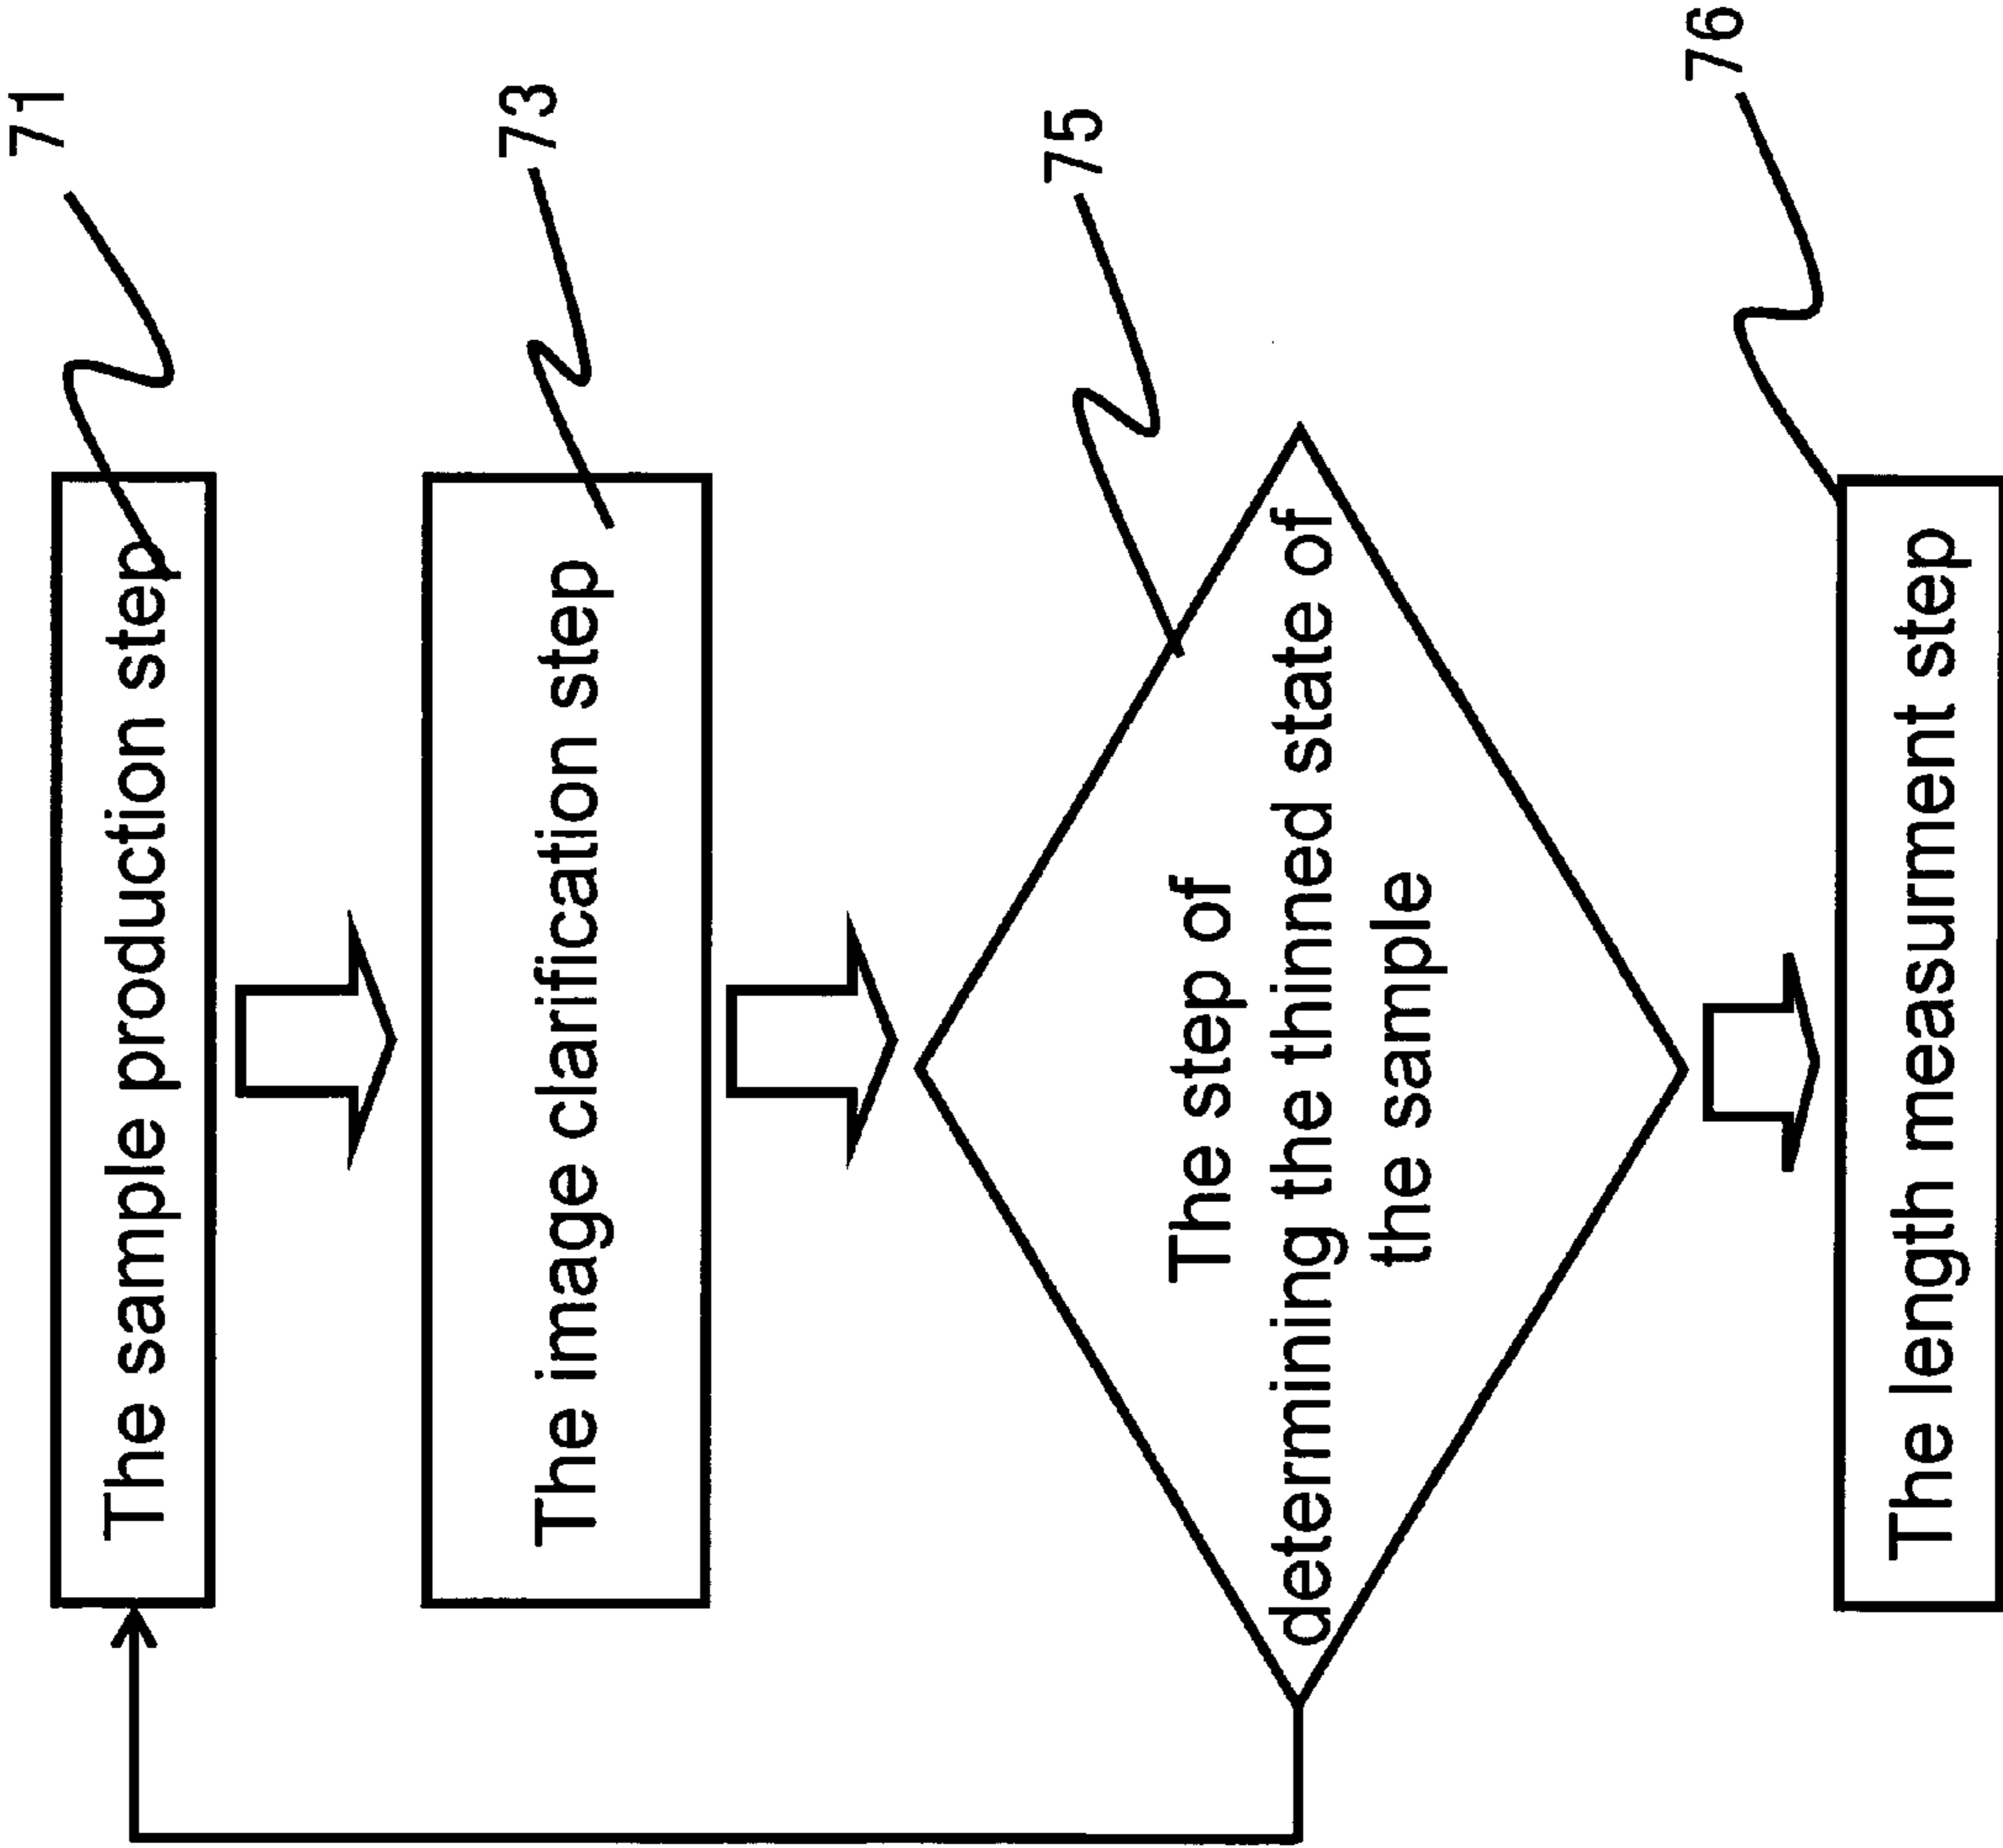 The sample production step
71
The image clarification step
73
The step of
determining the thinned state of
the sample
75
The length measurment step
76